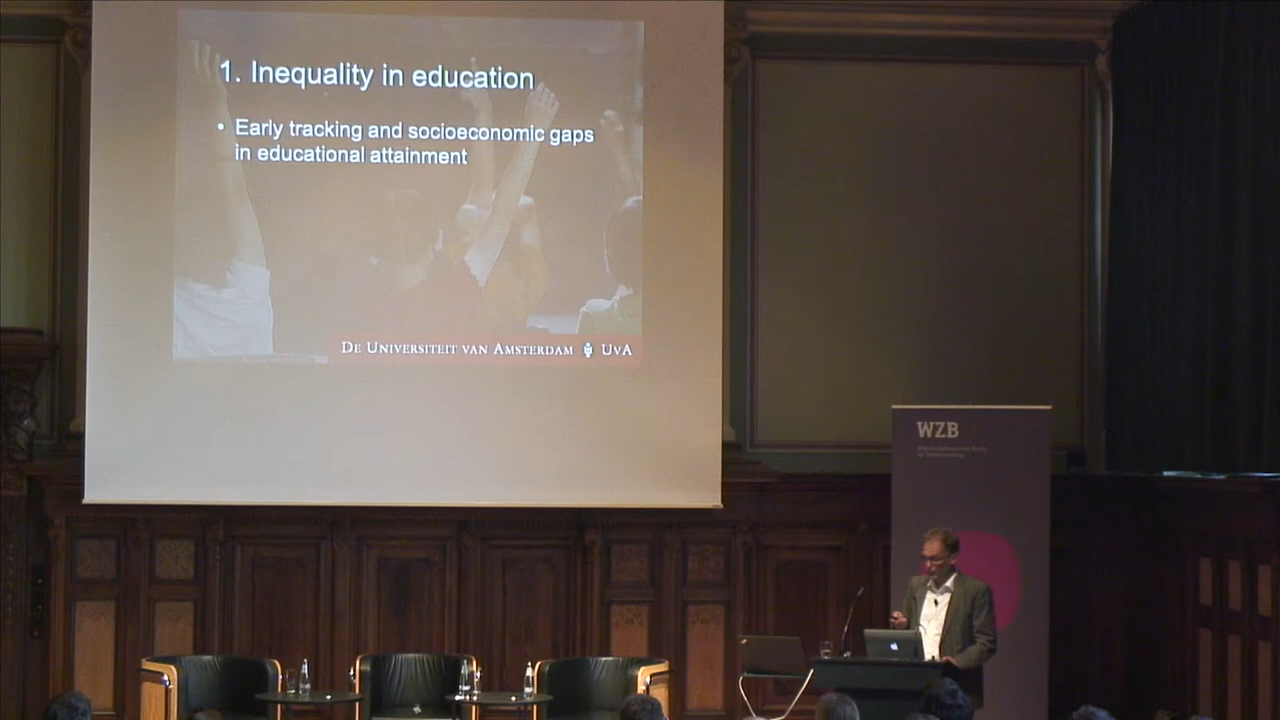 1. Inequality in education
• Early tracking and socioeconomic gaps
in educational attainment
DE UNIVERSITEIT VAN AMSTERDAM UvA
WZB